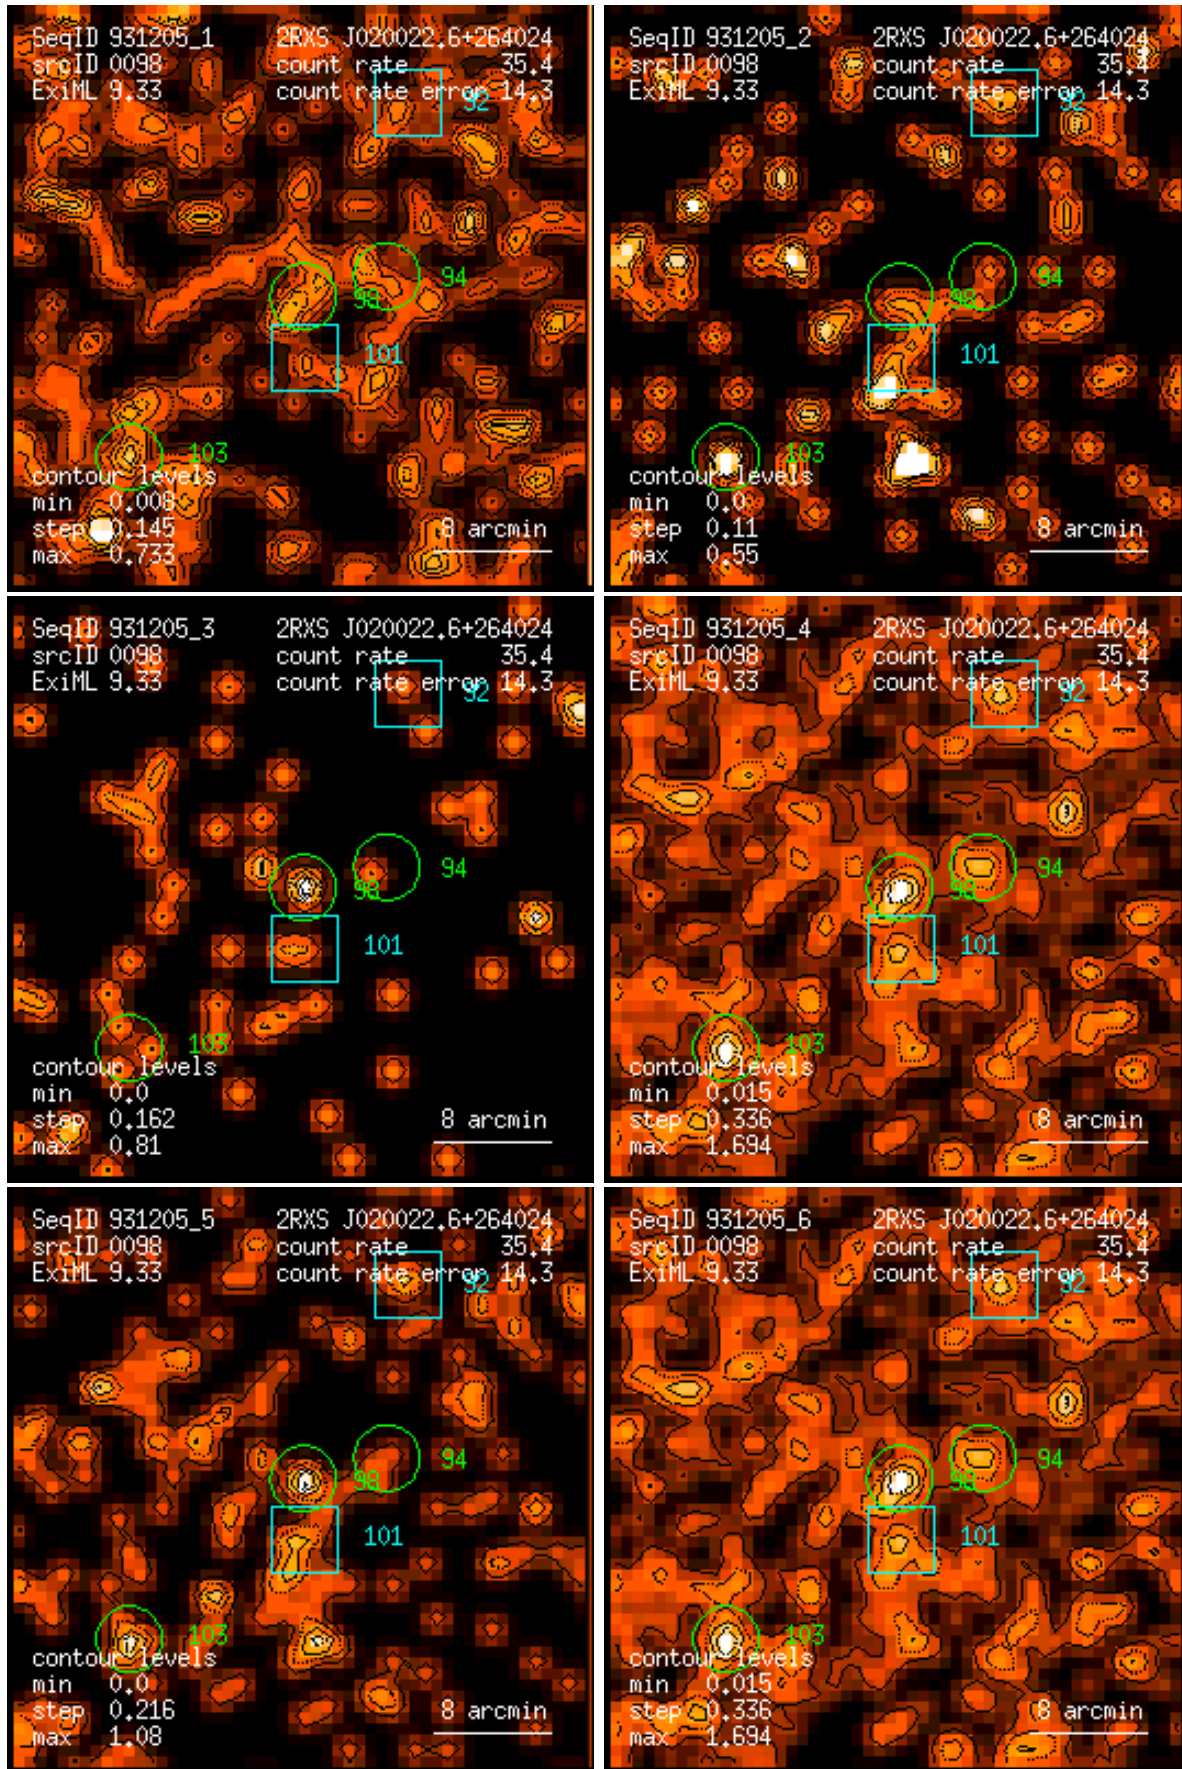 SeqID 931205_1 2RXS J020022.6+264024
srcID 0098 count rate 35.4
ExiML 9.33 count rate error 14.3
92
94
98
101
103
contour levels
min 0.008
step 0.145
max 0.733
8 arcmin
SeqID 931205_2 2RXS J020022.6+264024
srcID 0098 count rate 35.4
ExiML 9.33 count rate error 14.3
92
94
98
101
103
contour levels
min 0.0
step 0.11
max 0.55
8 arcmin
SeqID 931205_3 2RXS J020022.6+264024
srcID 0098 count rate 35.4
ExiML 9.33 count rate error 14.3
92
94
98
101
103
contour levels
min 0.0
step 0.162
max 0.81
8 arcmin
SeqID 931205_4 2RXS J020022.6+264024
srcID 0098 count rate 35.4
ExiML 9.33 count rate error 14.3
92
94
98
101
103
contour levels
min 0.015
step 0.336
max 1.694
8 arcmin
SeqID 931205_5 2RXS J020022.6+264024
srcID 0098 count rate 35.4
ExiML 9.33 count rate error 14.3
92
94
98
101
103
contour levels
min 0.0
step 0.216
max 1.08
8 arcmin
SeqID 931205_6 2RXS J020022.6+264024
srcID 0098 count rate 35.4
ExiML 9.33 count rate error 14.3
92
94
98
101
103
contour levels
min 0.015
step 0.336
max 1.694
8 arcmin